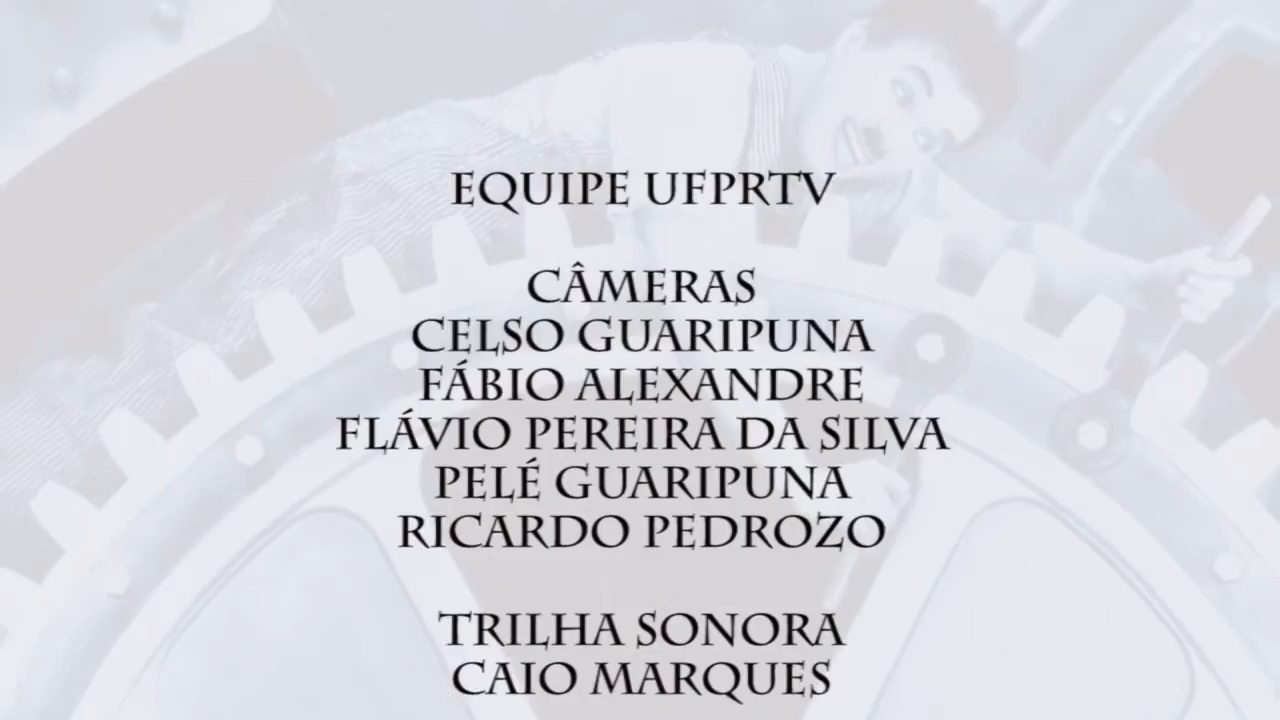 EQUIPE UFPRTV
CÂMERAS
CELSO GUARIPUNA
FÁBIO ALEXANDRE
FLÁVIO PEREIRA DA SILVA
PELÉ GUARIPUNA
RICARDO PEDROZO
TRILHA SONORA
CAIO MARQUES